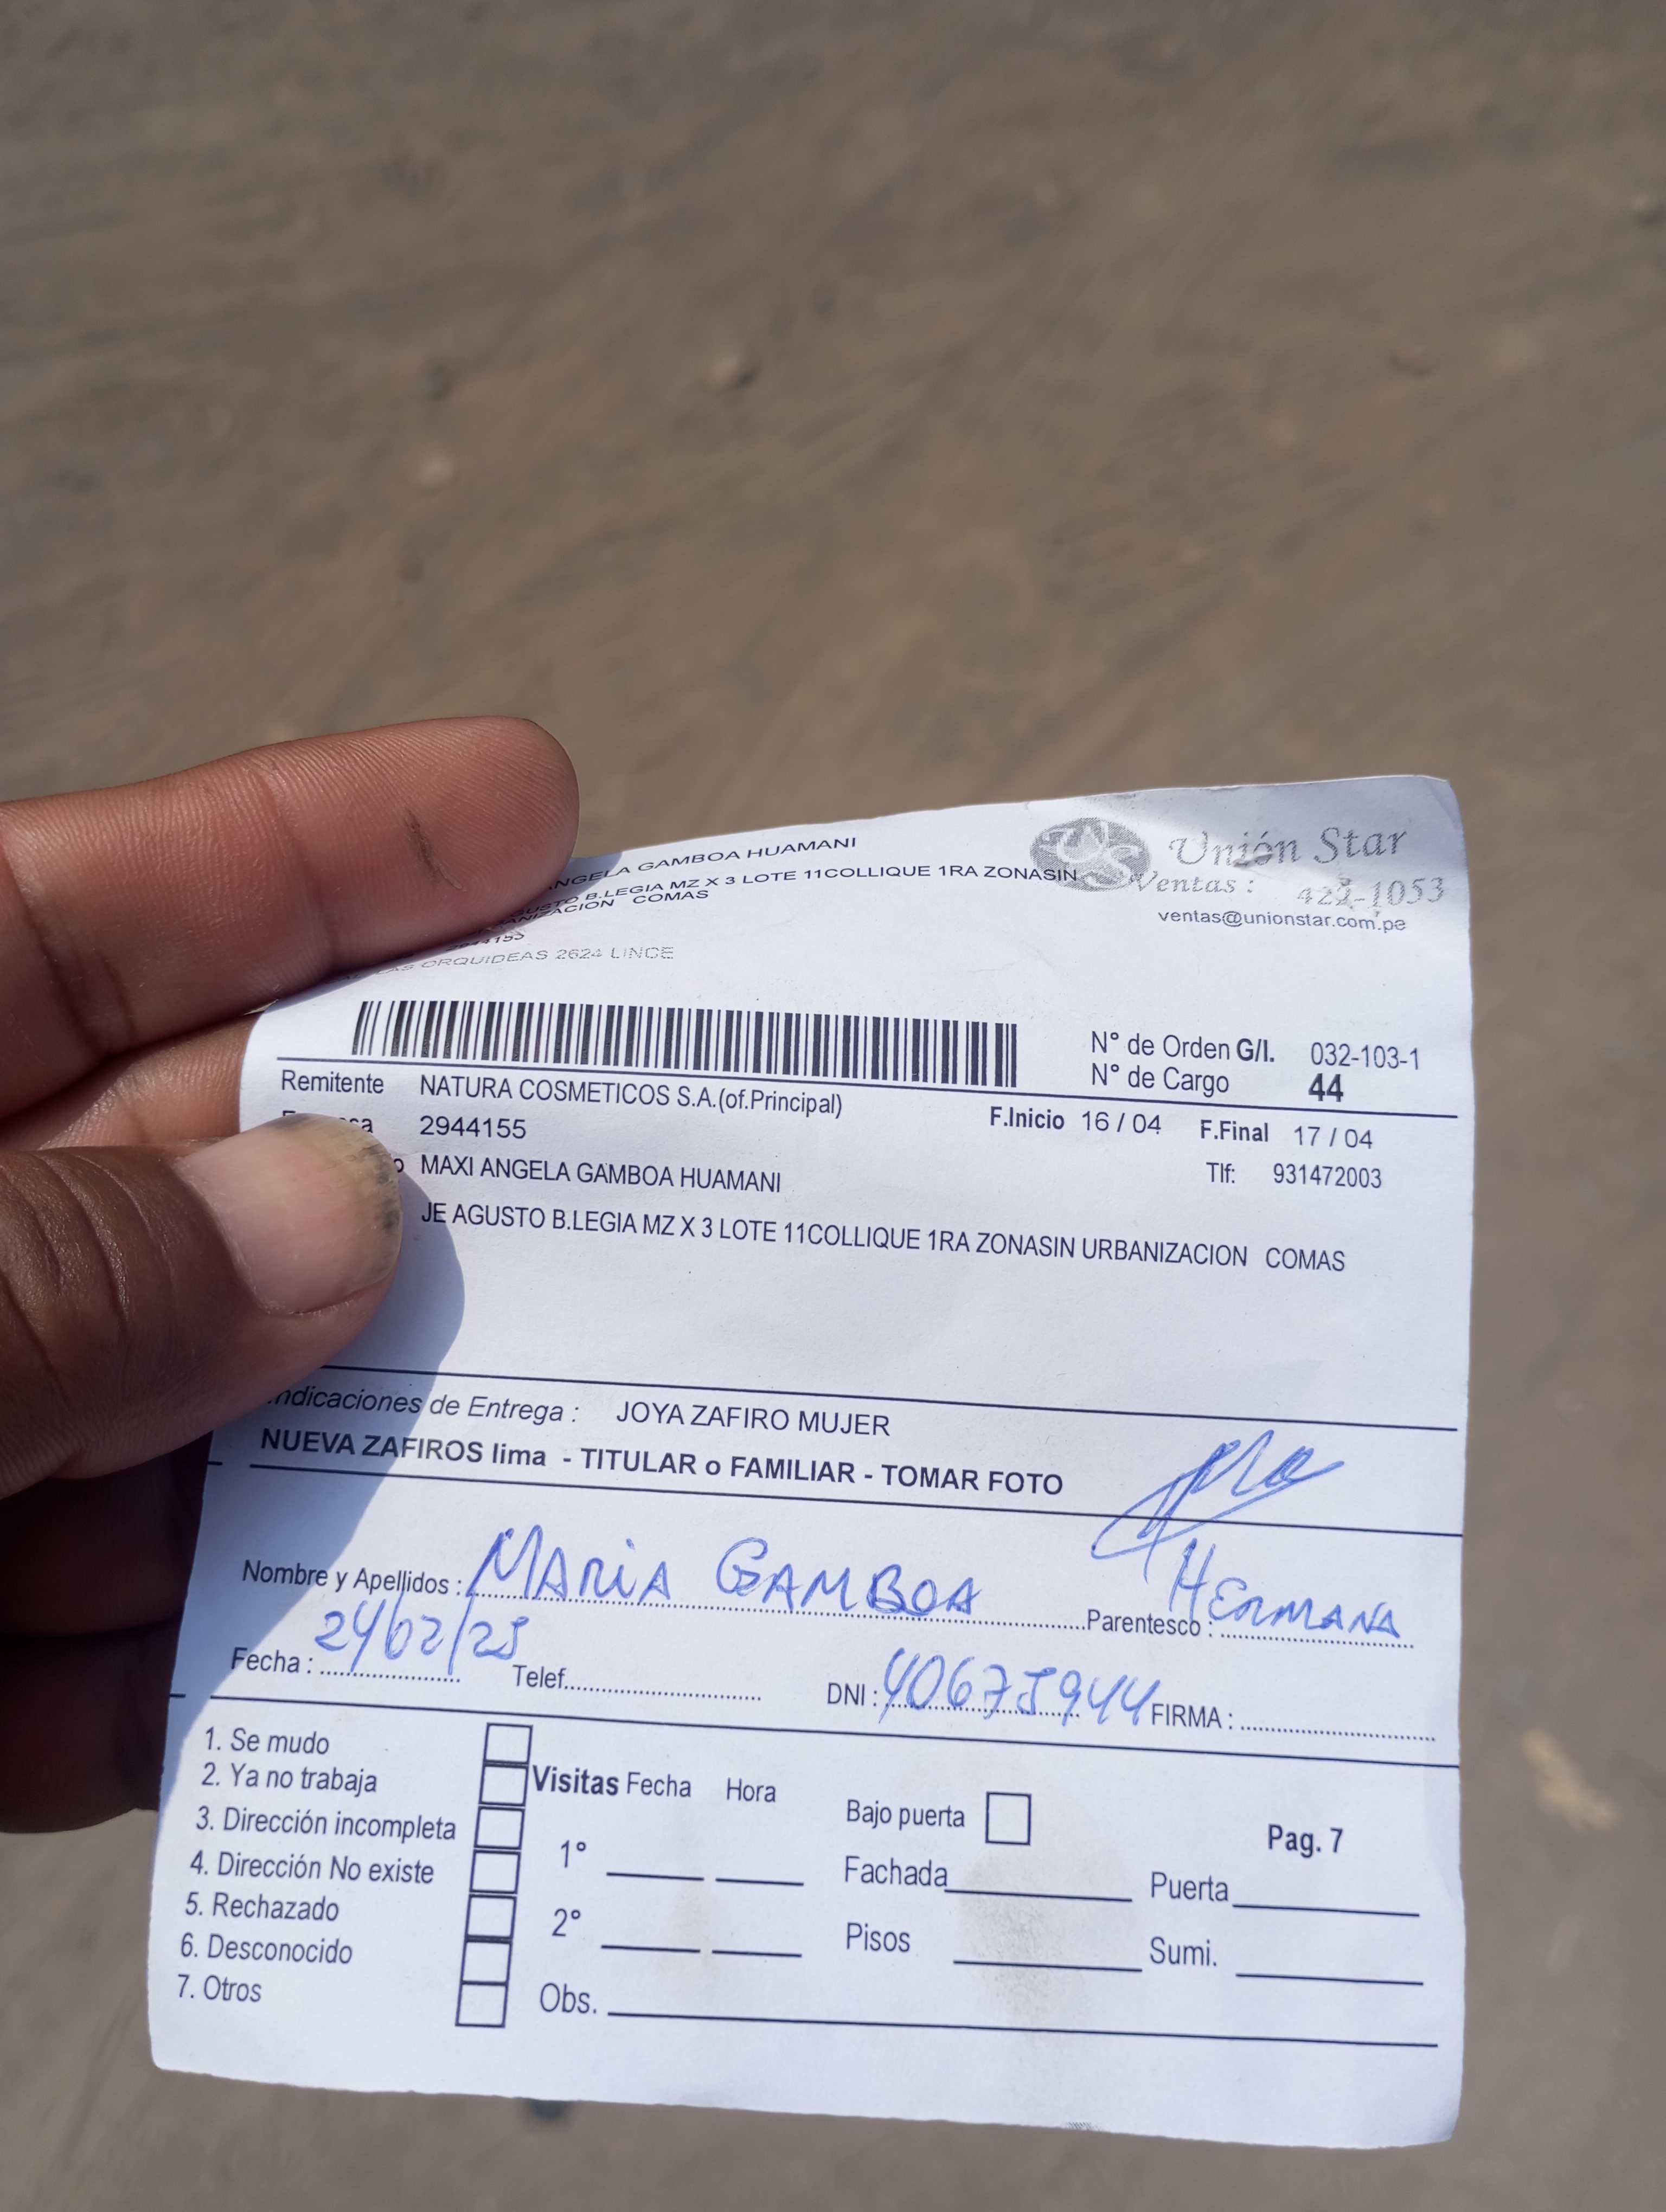 ANGELA GAMBOA HUAMANI
B.LEGIA MZ X 3 LOTE 11COLLIQUE 1RA ZONASIN
COMAS
LAS ORQUIDEAS 2624 LINCE
Unión Star
Ventas : 422-1053
ventas@unionstar.com.pe
N° de Orden G/I. 032-103-1
N° de Cargo 44
Remitente NATURA COSMETICOS S.A.(of.Principal)
F.Inicio 16 / 04 F.Final 17 / 04
2944155
Tlf: 931472003
MAXI ANGELA GAMBOA HUAMANI
JE AGUSTO B.LEGIA MZ X 3 LOTE 11COLLIQUE 1RA ZONASIN URBANIZACION COMAS
Indicaciones de Entrega : JOYA ZAFIRO MUJER
NUEVA ZAFIROS lima - TITULAR o FAMILIAR - TOMAR FOTO
Nombre y Apellidos : MARIA GAMBOA Parentesco : HERMANA
Fecha : 24/02/25 Telef. DNI : 40675944 FIRMA :
1. Se mudo
2. Ya no trabaja
3. Dirección incompleta
4. Dirección No existe
5. Rechazado
6. Desconocido
7. Otros
Visitas Fecha Hora
1°
2°
Obs.
Bajo puerta
Pag. 7
Fachada Puerta
Pisos Sumi.